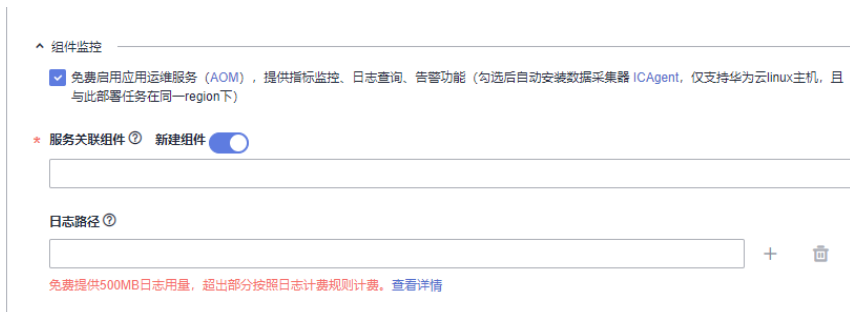 组件监控
免费启用应用运维服务（AOM），提供指标监控、日志查询、告警功能（勾选后自动安装数据采集器 ICAgent，仅支持华为云linux主机，且
与此部署任务在同一region下）
* 服务关联组件 ? 新建组件
日志路径 ?
免费提供500MB日志用量，超出部分按照日志计费规则计费。查看详情